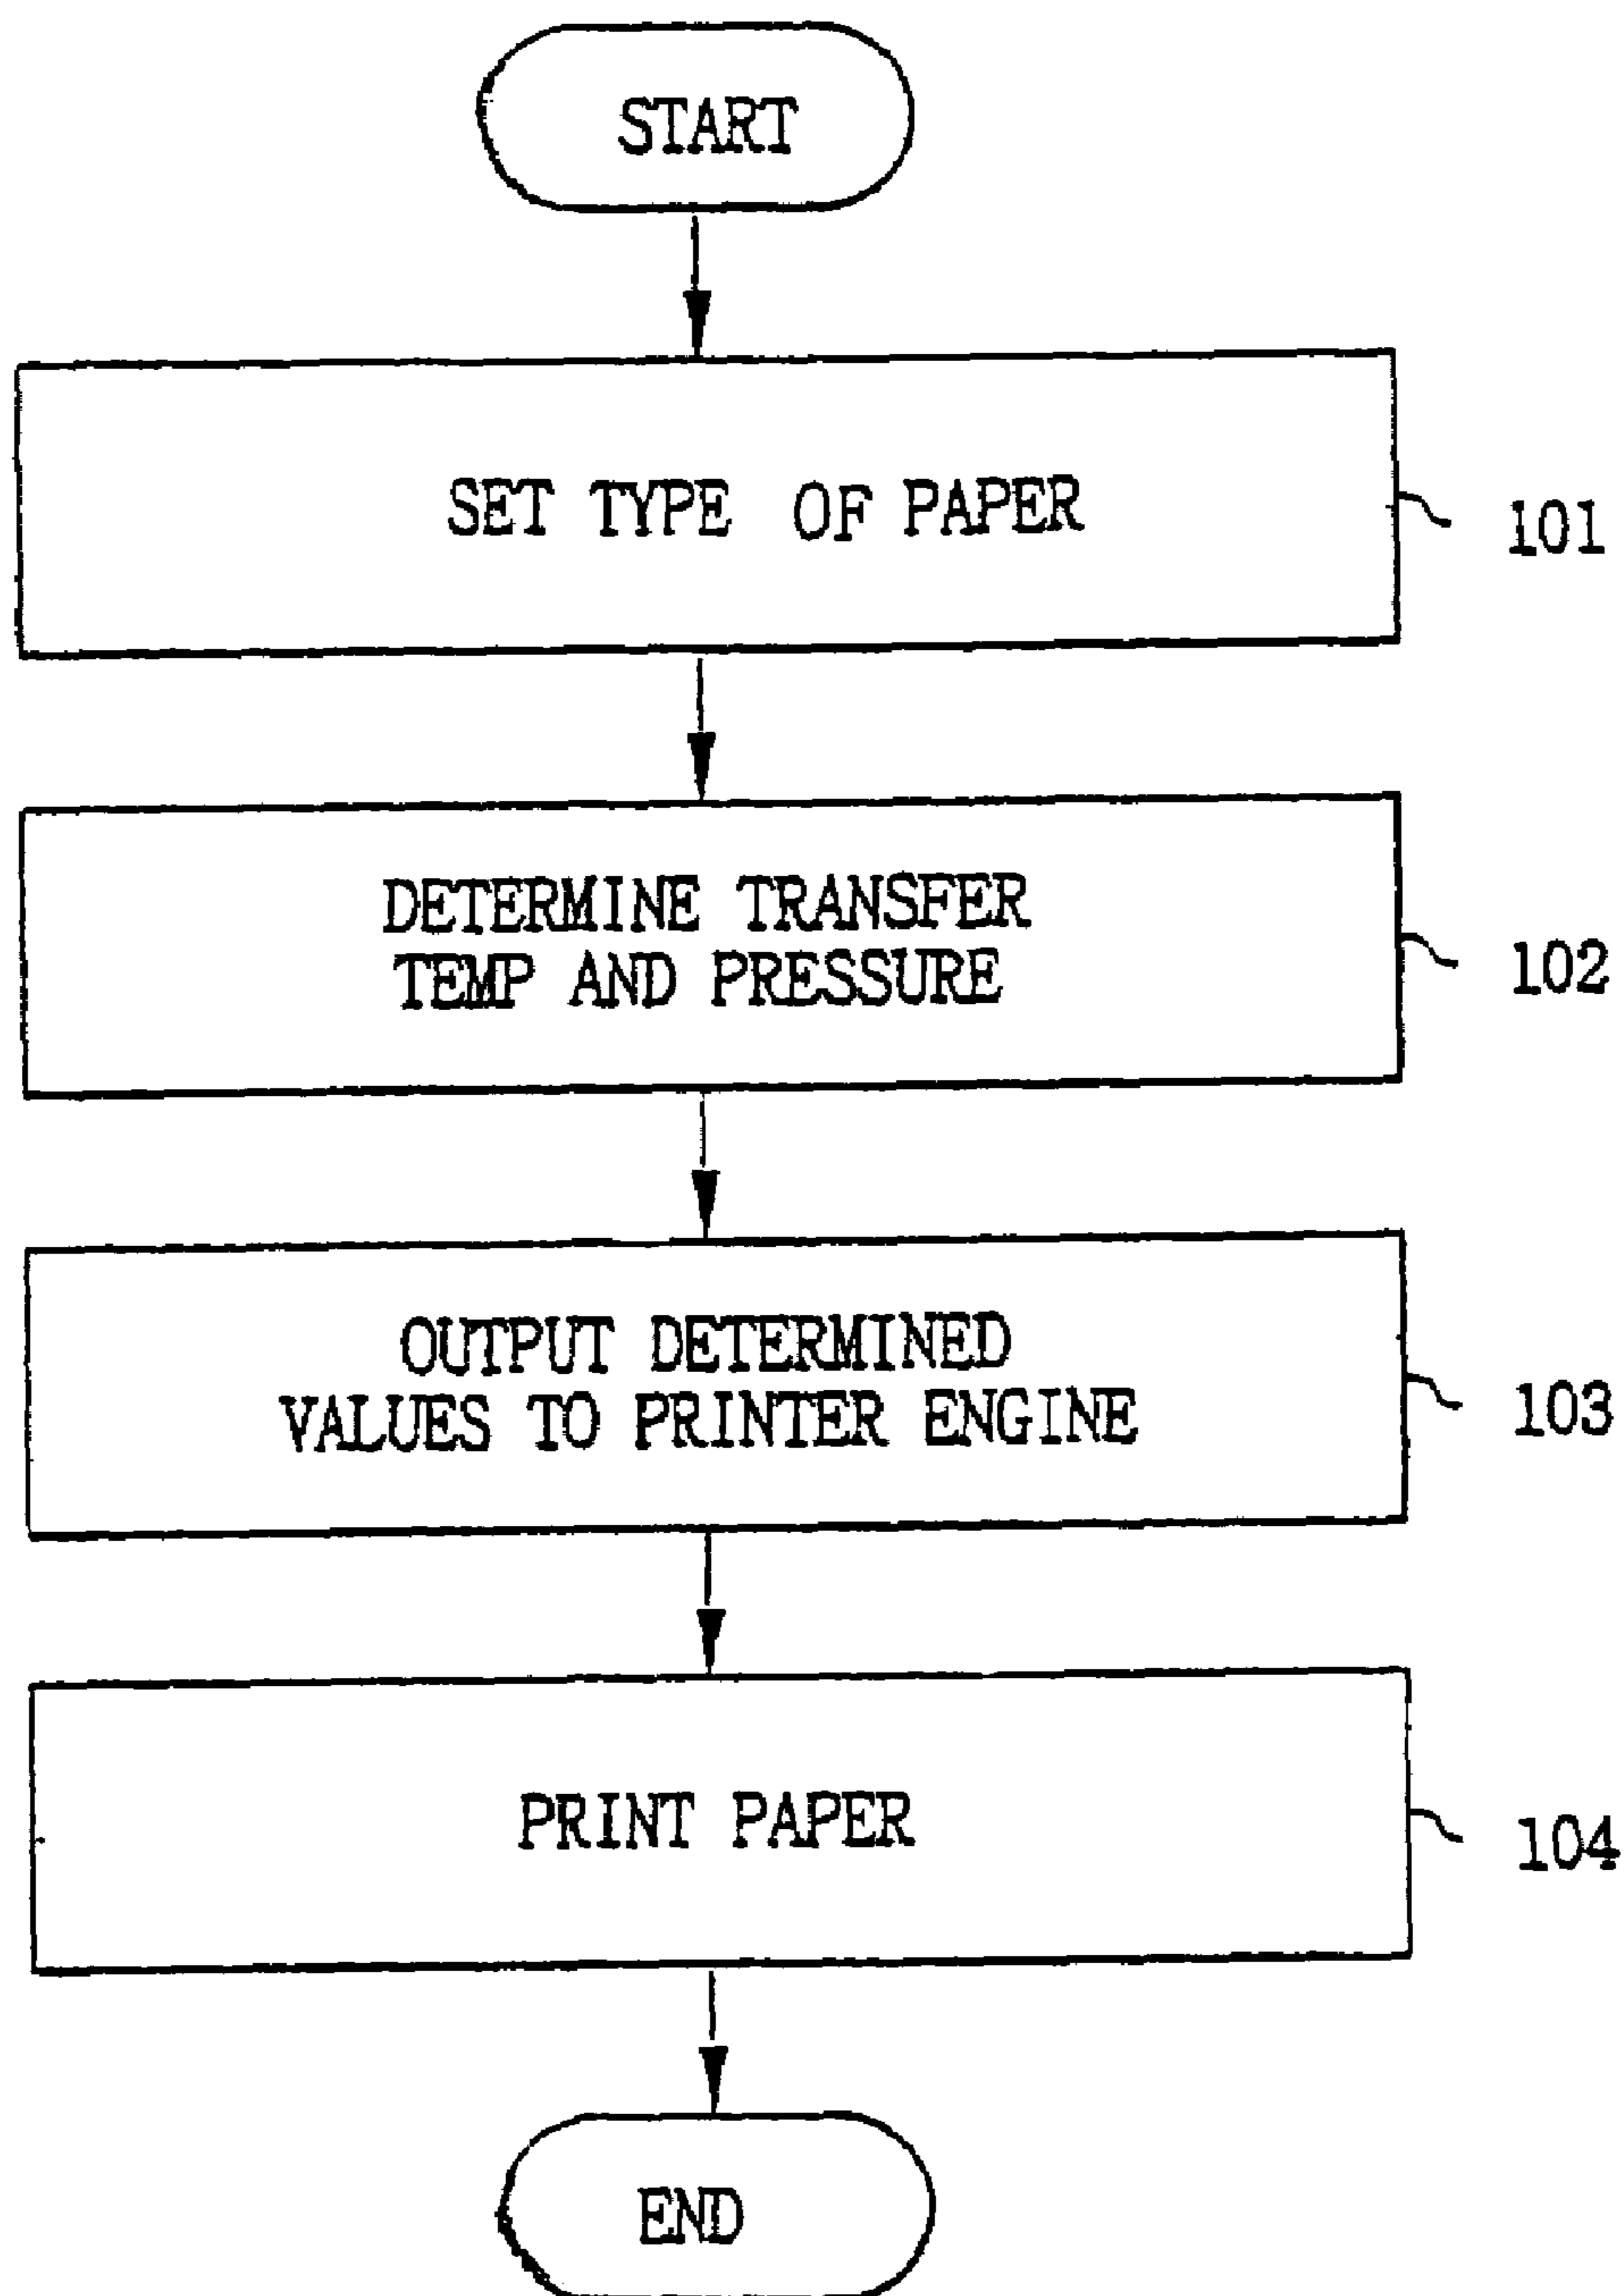 START
SET TYPE OF PAPER
101
DETERMINE TRANSFER
TEMP AND PRESSURE
102
OUTPUT DETERMINED
VALUES TO PRINTER ENGINE
103
PRINT PAPER
104
END